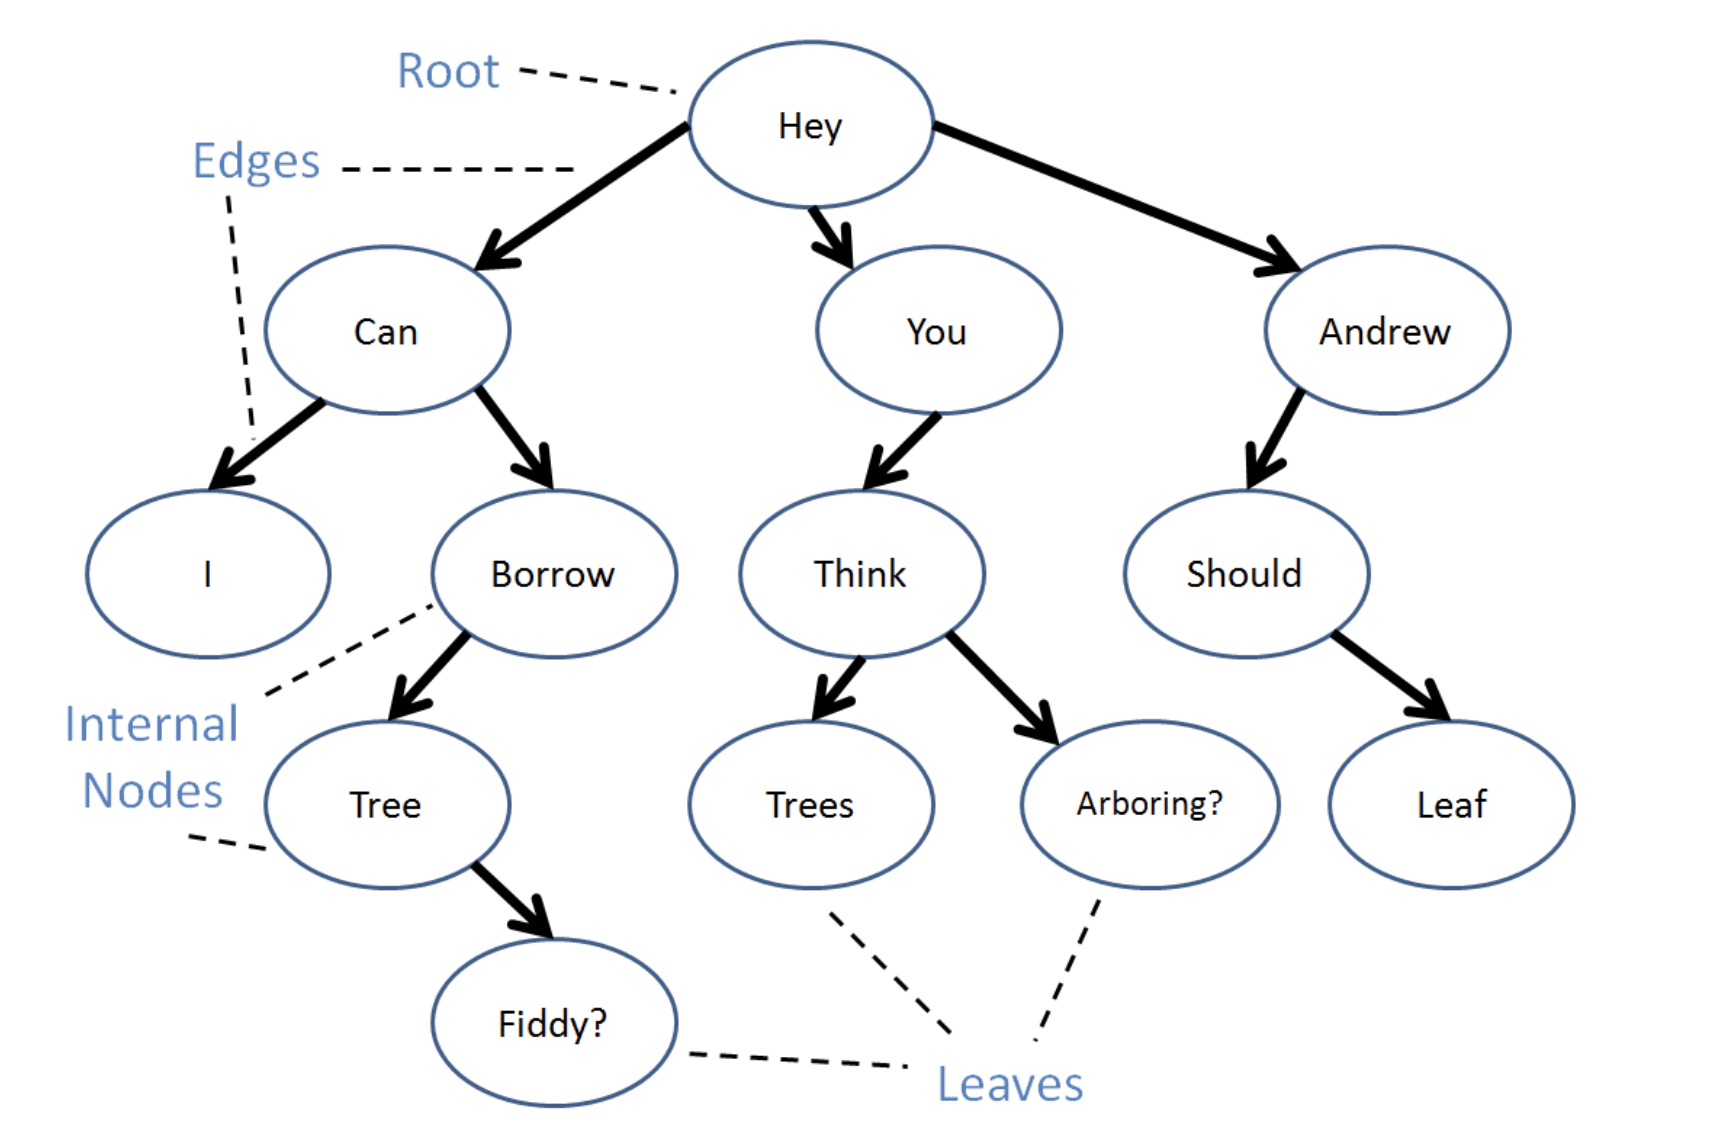 Root
Hey
Edges
Can
You
Andrew
I
Borrow
Think
Should
Internal
Nodes
Tree
Trees
Arboring?
Leaf
Fiddy?
Leaves